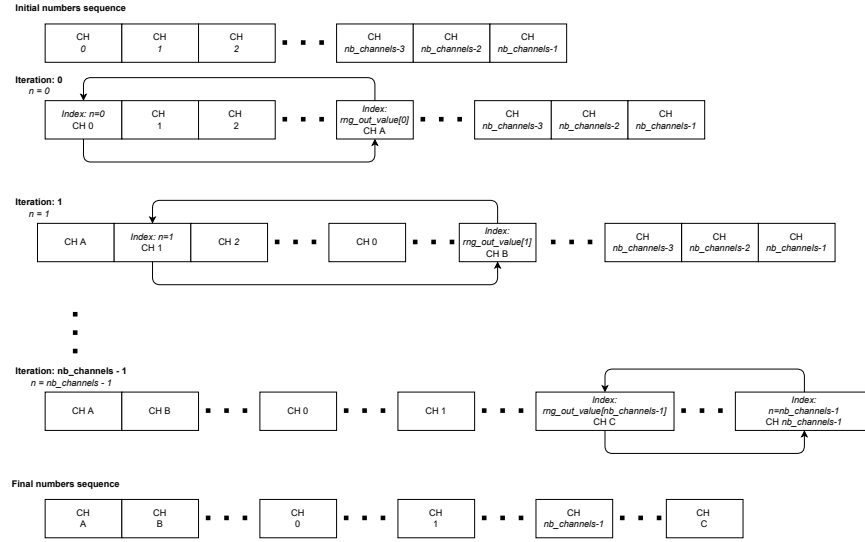 Initial numbers sequence
CH CH CH CH CH CH
0 1 2 nb_channels-3 nb_channels-2 nb_channels-1
Iteration: 0
n = 0
Index: n=0 CH CH Index: CH CH CH
CH 0 1 2 rng_out_value[0] nb_channels-3 nb_channels-2 nb_channels-1
CH A
Iteration: 1
n = 1
CH A Index: n=1 CH 2 CH 0 Index: CH CH CH
CH 1 rng_out_value[1] nb_channels-3 nb_channels-2 nb_channels-1
CH B
Iteration: nb_channels - 1
n = nb_channels - 1
CH A CH B CH 0 CH 1 Index: Index:
rng_out_value[nb_channels-1] n=nb_channels-1
CH C CH nb_channels-1
Final numbers sequence
CH CH CH CH CH CH
A B 0 1 nb_channels-1 C